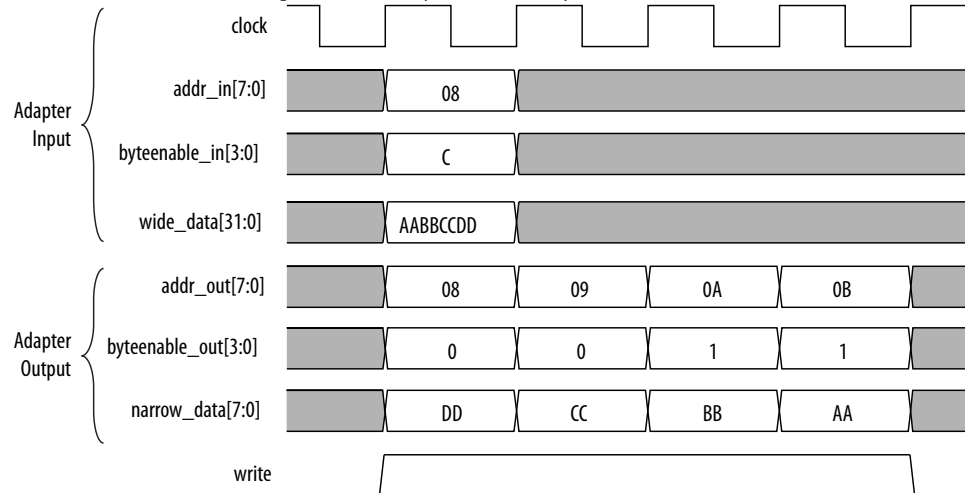 clock
Adapter
Input
addr_in[7:0]
08
byteenable_in[3:0]
C
wide_data[31:0]
AABBCCDD
Adapter
Output
addr_out[7:0]
08 09 0A 0B
byteenable_out[3:0]
0 0 1 1
narrow_data[7:0]
DD CC BB AA
write